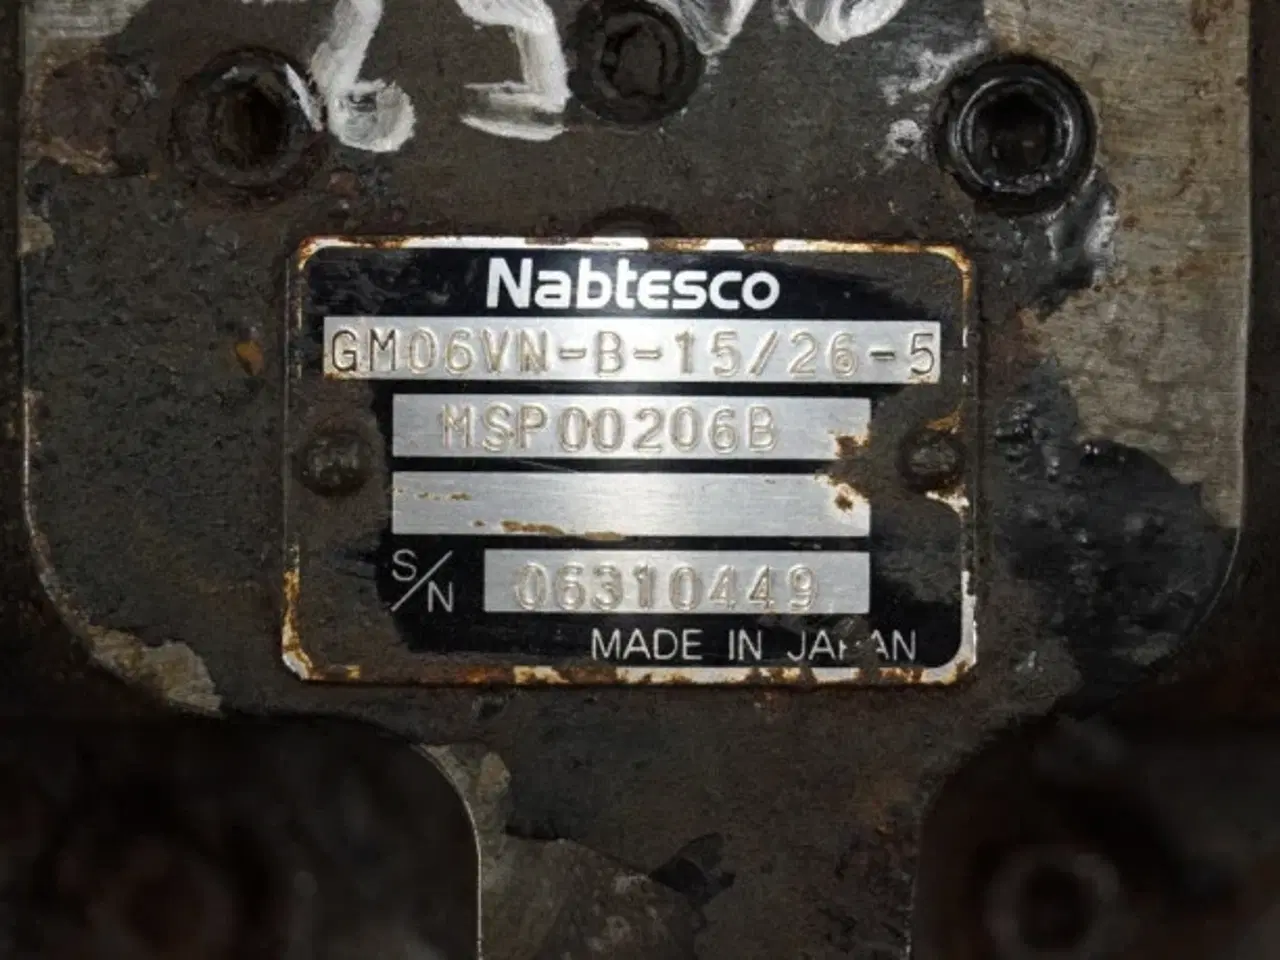 Nabtesco
GM06VN-B-15/26-5
MSP00206B
S/N 06310449
MADE IN JAPAN